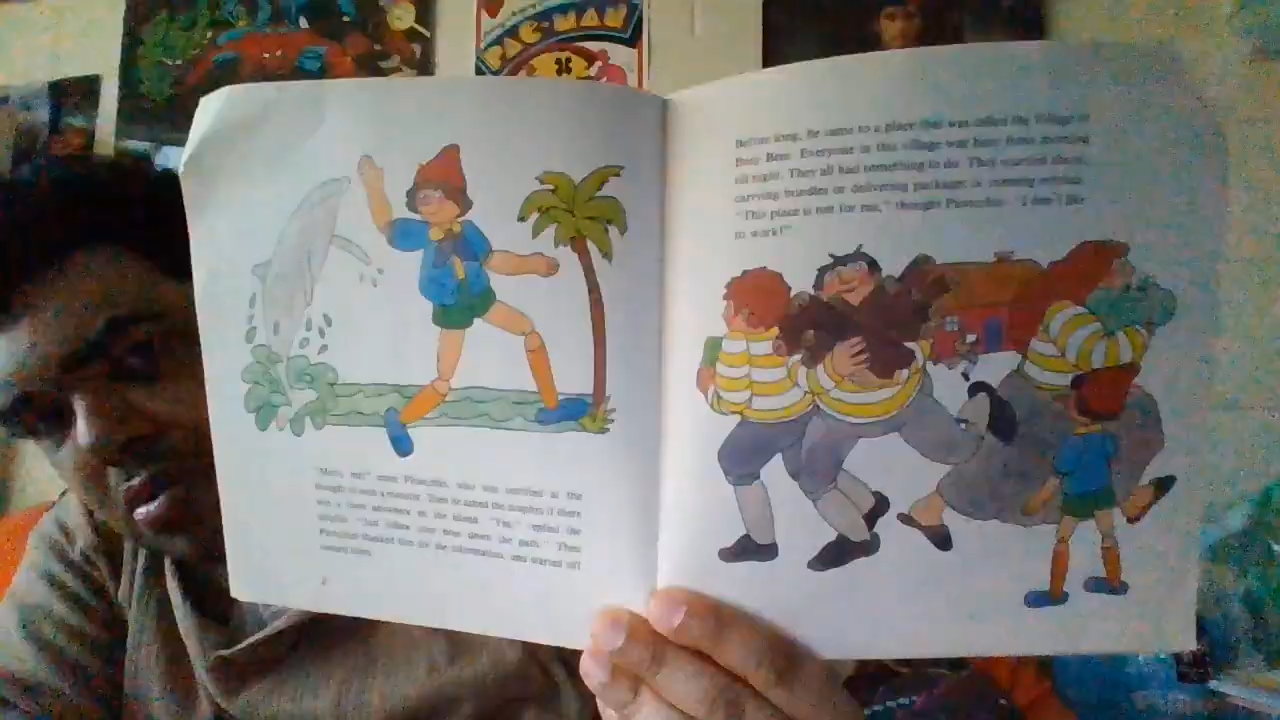 PAC-MAN
"Mercy me!" cried Pinocchio, who was terrified at the
thought of such a monster. Then he asked the dolphin if there
was a town anywhere on the island. "Yes," replied the
dolphin. "Just follow your nose down the path." Then
Pinocchio thanked him for the information, and started off
Before long, he came to a place that was called the Village of
Busy Bees. Everyone in this village was busy from morning
till night. They all had something to do. They
carrying bundles or delivering packages or running errands.
"This place is not for me," thought Pinocchio. "I don't like
to work!"